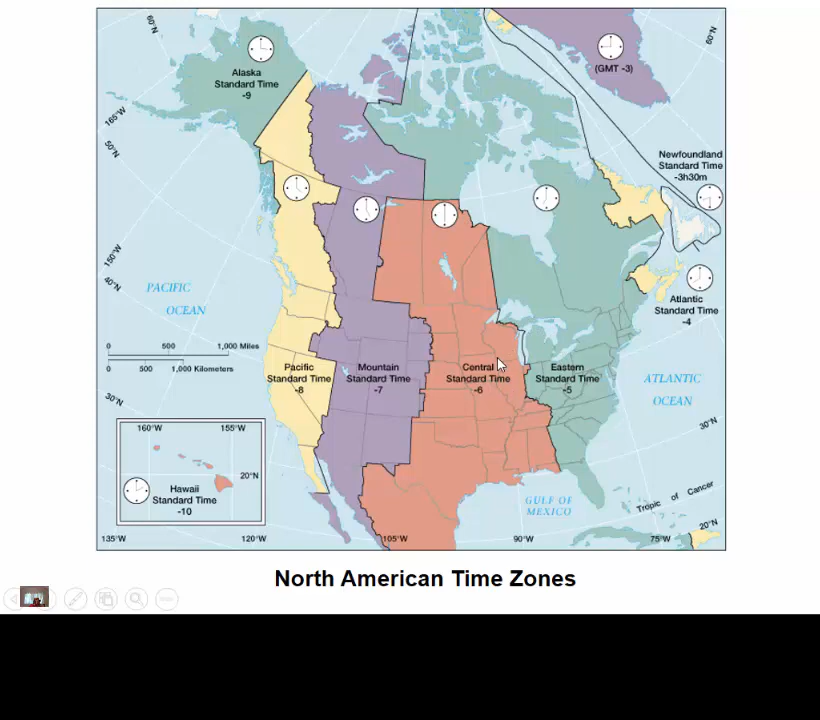 60°N
60°N
(GMT -3)
Alaska
Standard Time
-9
165°W
50°N
Newfoundland
Standard Time
-3h30m
150°W
40°N
PACIFIC
OCEAN
Atlantic
Standard Time
-4
0 500 1,000 Miles
0 500 1,000 Kilometers
Pacific
Standard Time
-8
Mountain
Standard Time
-7
Central
Standard Time
-6
Eastern
Standard Time
-5
ATLANTIC
OCEAN
30°N
30°N
160°W 155°W
20°N
Hawaii
Standard Time
-10
GULF OF
MEXICO
Tropic of Cancer
20°N
135°W 120°W 105°W 90°W 75°W
North American Time Zones